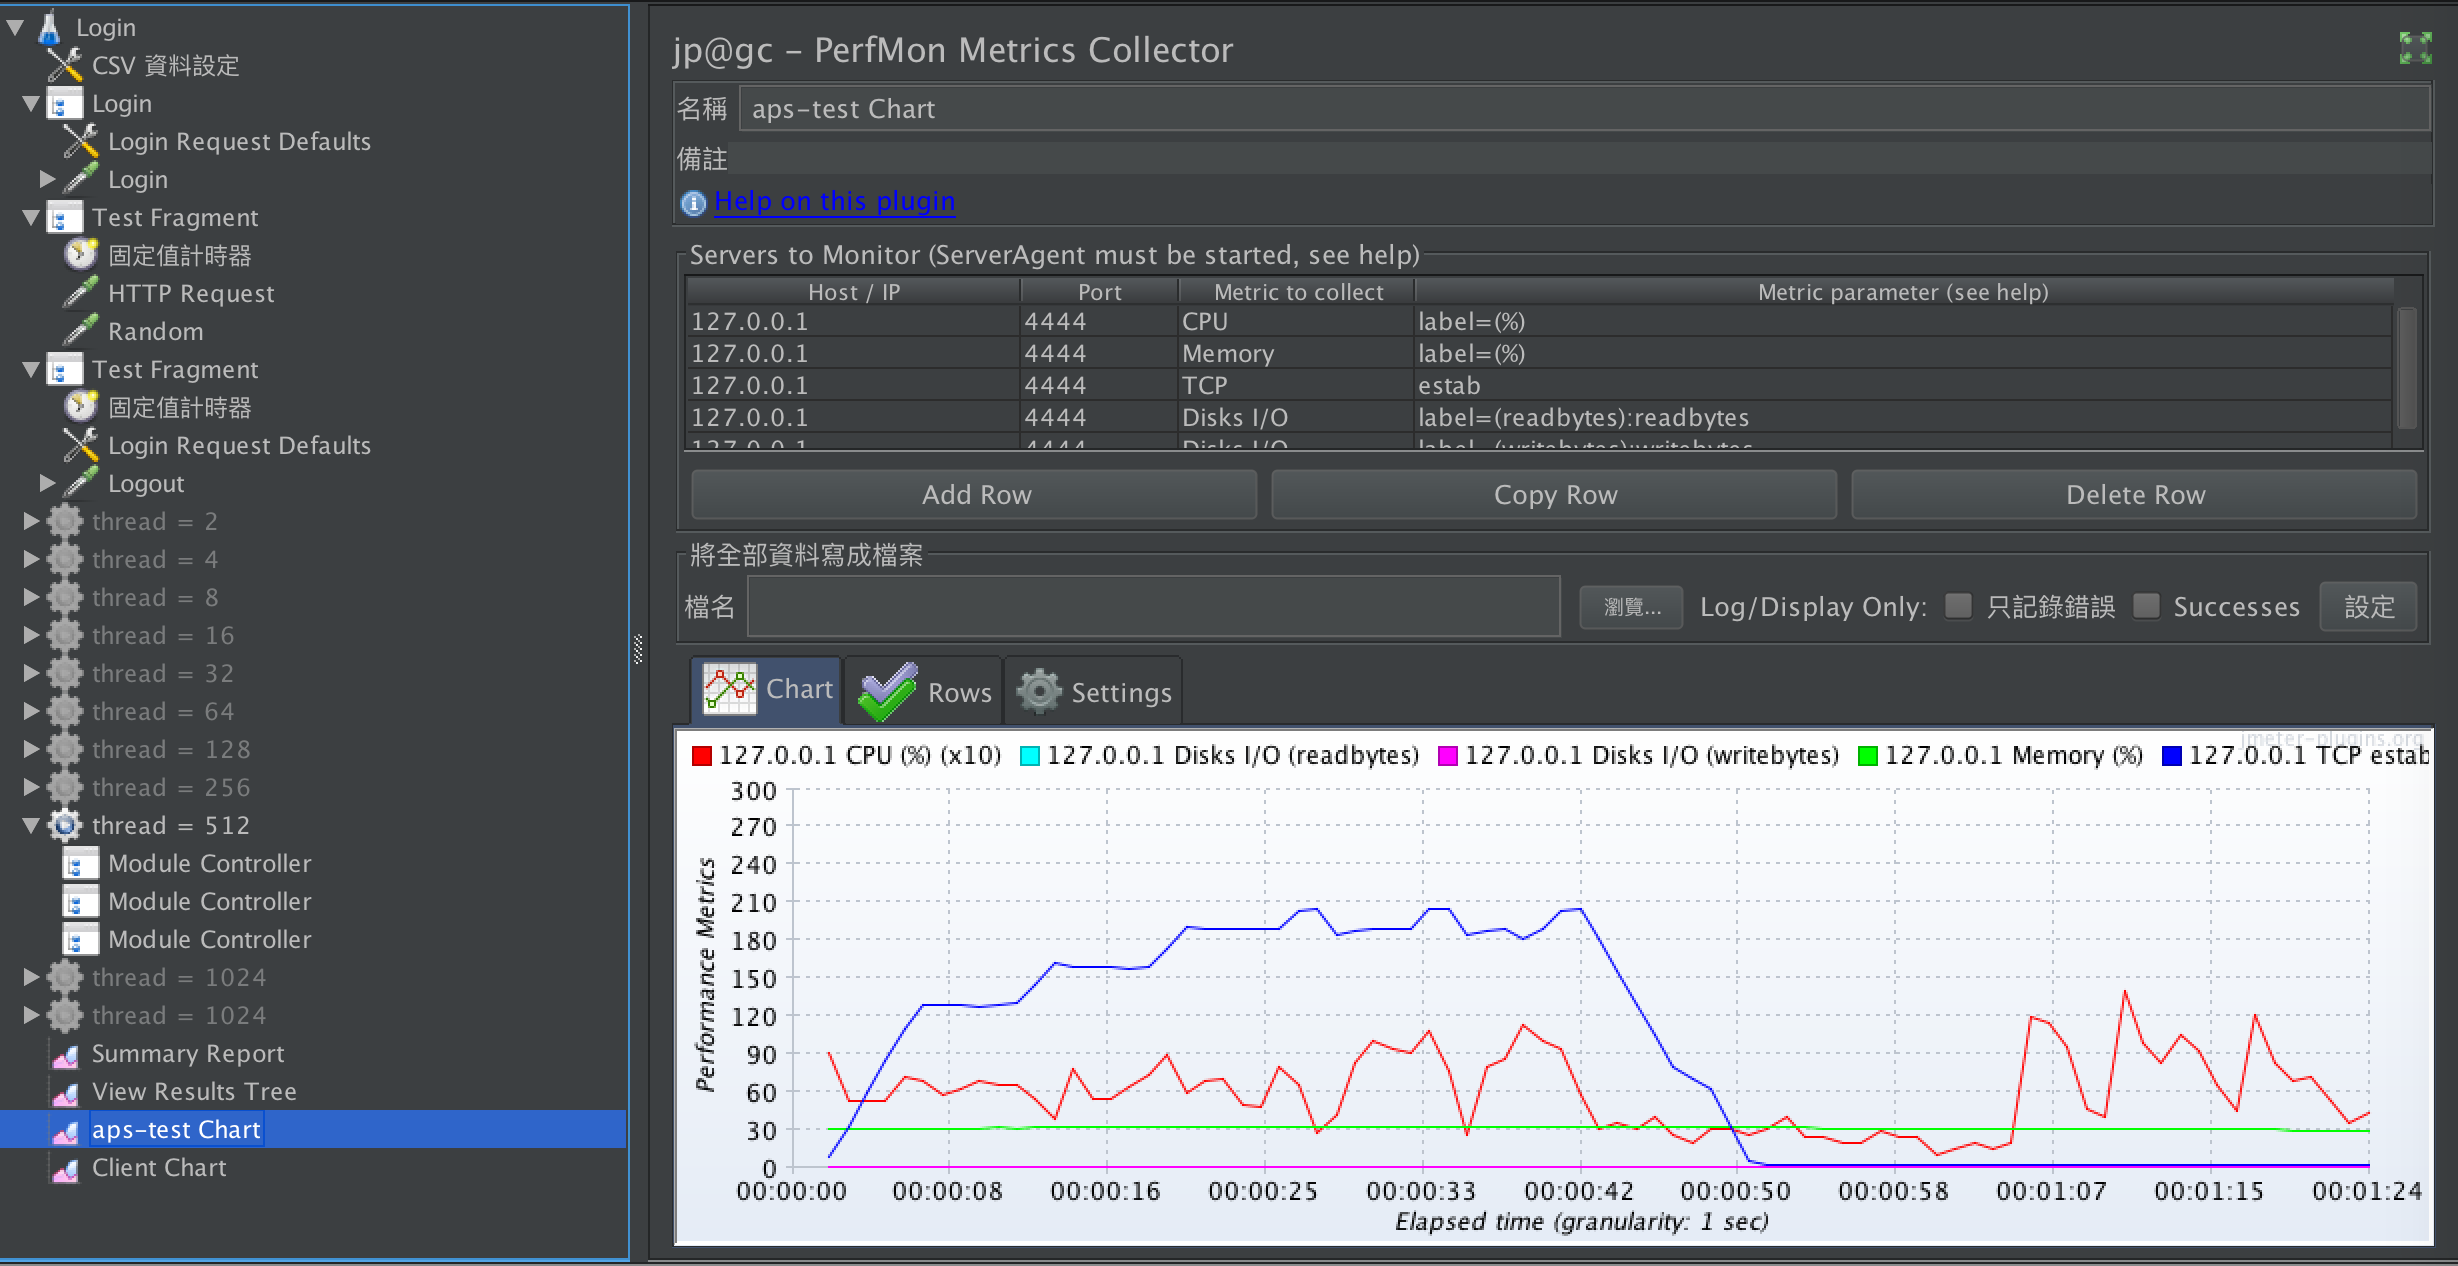 Login
CSV 資料設定
Login
Login Request Defaults
Login
Test Fragment
固定值計時器
HTTP Request
Random
Test Fragment
固定值計時器
Login Request Defaults
Logout
thread = 2
thread = 4
thread = 8
thread = 16
thread = 32
thread = 64
thread = 128
thread = 256
thread = 512
Module Controller
Module Controller
Module Controller
thread = 1024
thread = 1024
Summary Report
View Results Tree
aps-test Chart
Client Chart
jp@gc - PerfMon Metrics Collector
名稱 aps-test Chart
備註
Help on this plugin
Servers to Monitor (ServerAgent must be started, see help)
Host / IP Port Metric to collect Metric parameter (see help)
127.0.0.1 4444 CPU label=(%)
127.0.0.1 4444 Memory label=(%)
127.0.0.1 4444 TCP estab
127.0.0.1 4444 Disks I/O label=(readbytes):readbytes
127.0.0.1 4444 Disks I/O label=(writebytes):writebytes
Add Row Copy Row Delete Row
將全部資料寫成檔案
檔名 瀏覽... Log/Display Only: 只記錄錯誤 Successes 設定
Chart Rows Settings
jmeter-plugins.org
127.0.0.1 CPU (%) (x10) 127.0.0.1 Disks I/O (readbytes) 127.0.0.1 Disks I/O (writebytes) 127.0.0.1 Memory (%) 127.0.0.1 TCP estab
300
270
240
210
180
150
120
90
60
30
0
Performance Metrics
00:00:00 00:00:08 00:00:16 00:00:25 00:00:33 00:00:42 00:00:50 00:00:58 00:01:07 00:01:15 00:01:24
Elapsed time (granularity: 1 sec)